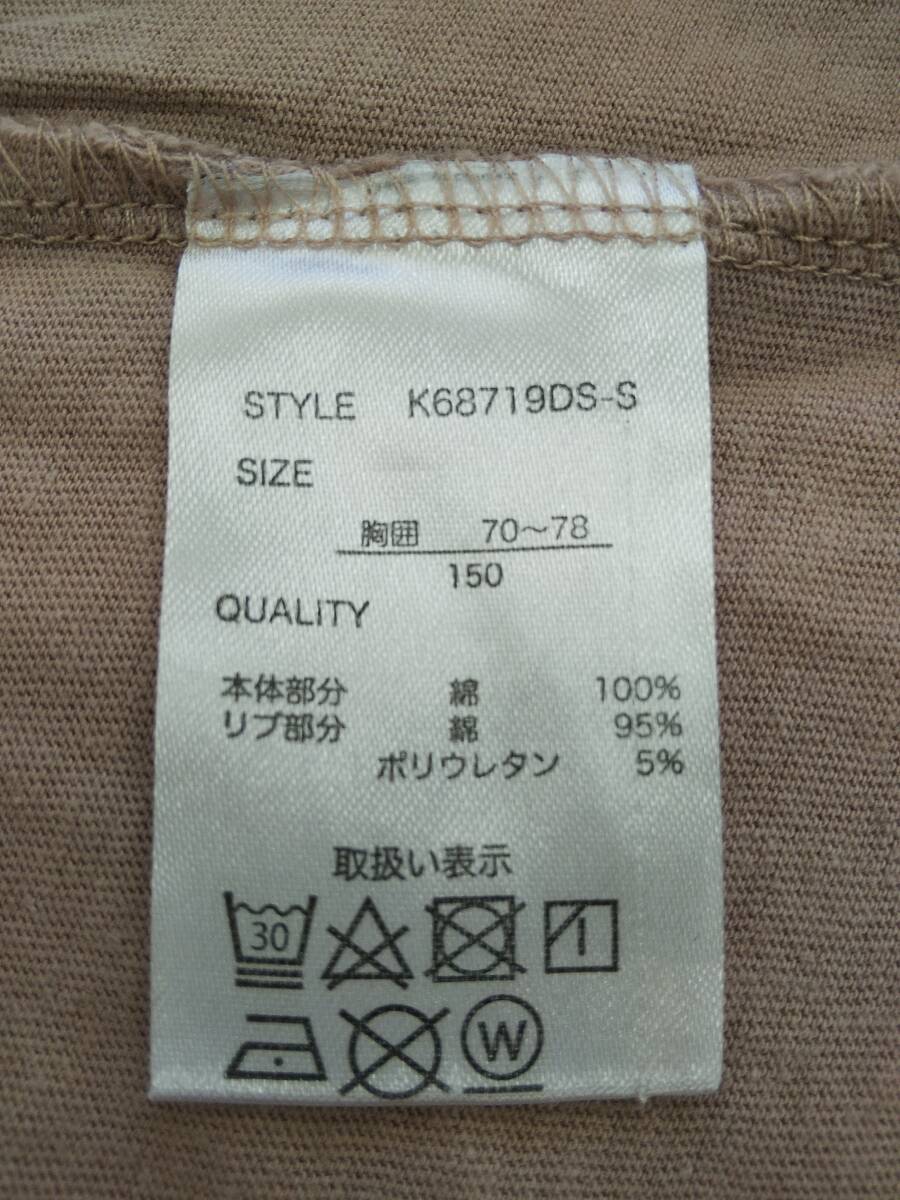 STYLE K68719DS-S
SIZE
胸囲 70〜78
150
QUALITY
本体部分 綿 100%
リブ部分 綿 95%
ポリウレタン 5%
取扱い表示
30
W